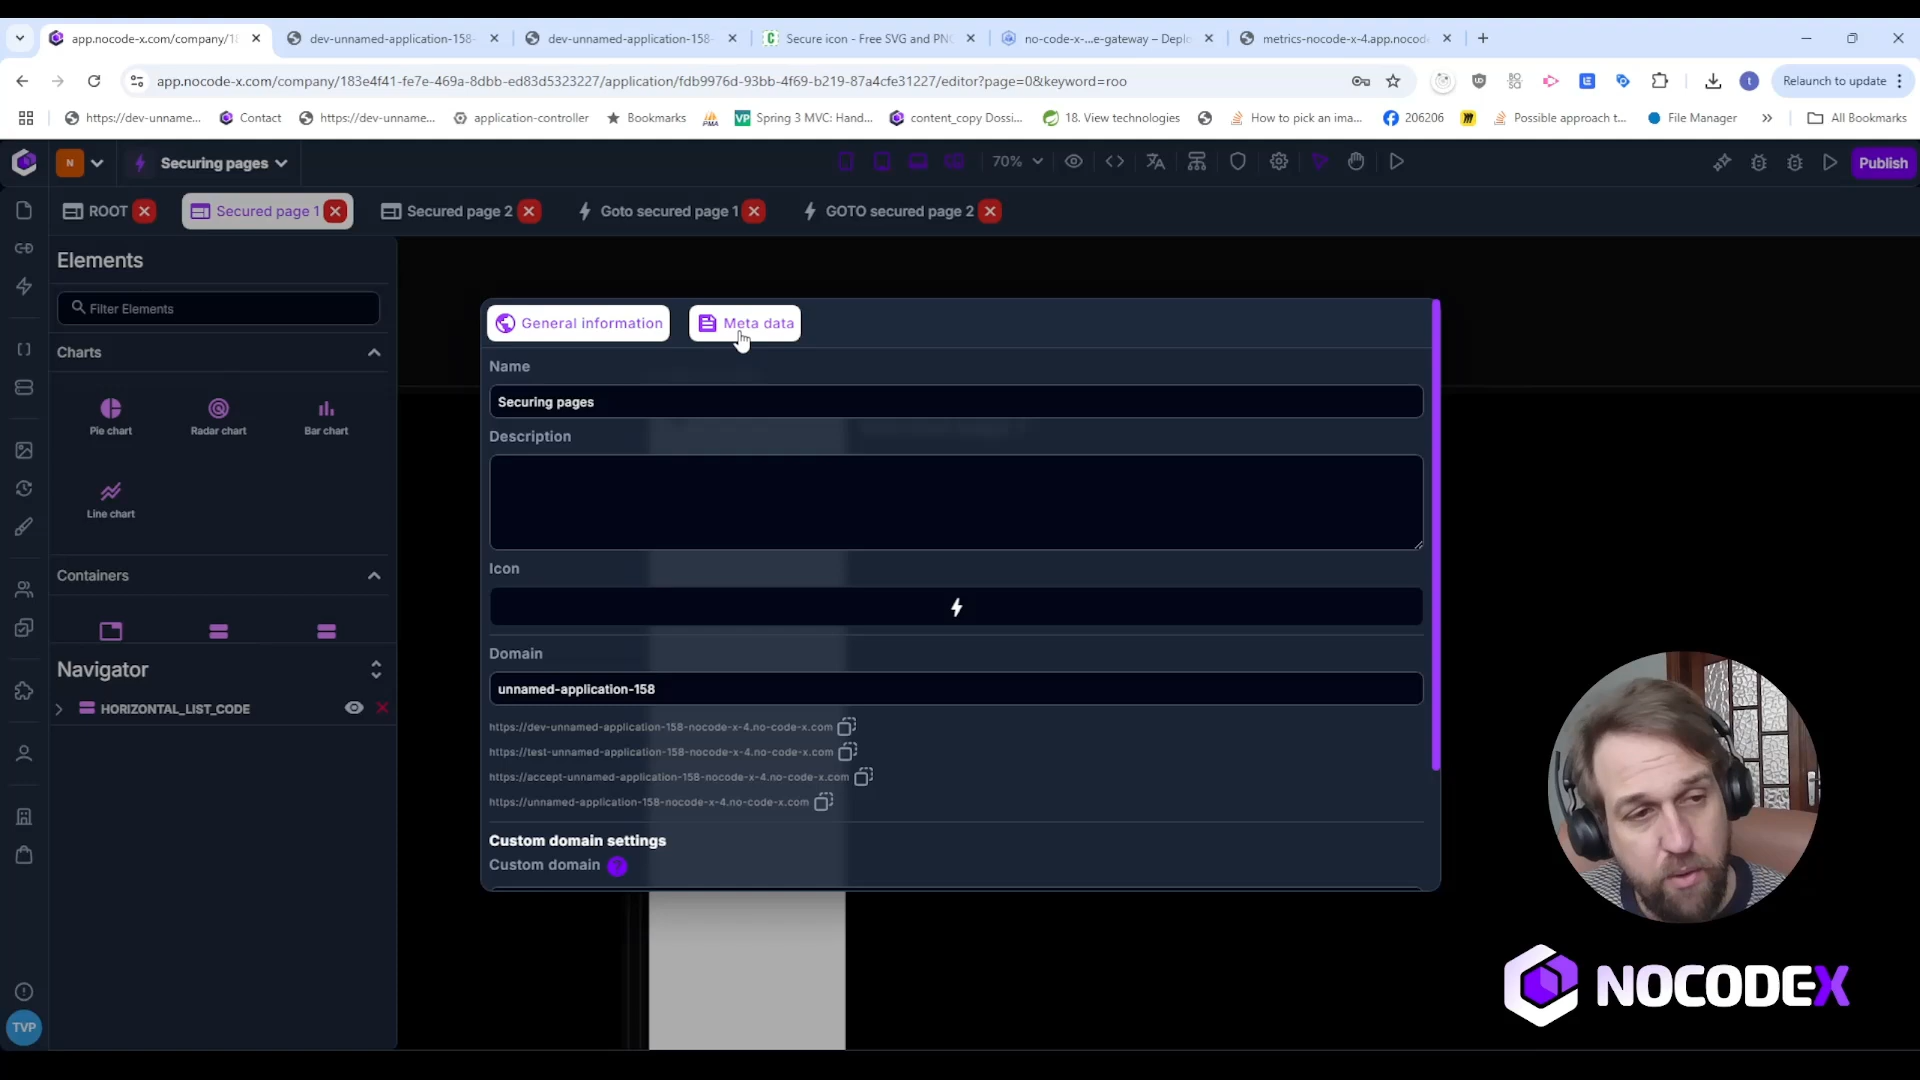 app.nocode-x.com/company/18
dev-unnamed-application-158-
dev-unnamed-application-158-
Secure icon - Free SVG and PNG
no-code-x-...e-gateway – Deplo
metrics-nocode-x-4.app.nocod
app.nocode-x.com/company/183e4f41-fe7e-469a-8dbb-ed83d5323227/application/fdb9976d-93bb-4f69-b219-87a4cfe31227/editor?page=0&keyword=roo
Relaunch to update
https://dev-unname...
Contact
https://dev-unname...
application-controller
Bookmarks
Spring 3 MVC: Hand...
content_copy Dossi...
18. View technologies
How to pick an ima...
206206
Possible approach t...
File Manager
All Bookmarks
N
Securing pages
70%
Publish
ROOT
Secured page 1
Secured page 2
Goto secured page 1
GOTO secured page 2
Elements
Filter Elements
Charts
Pie chart
Radar chart
Bar chart
Line chart
Containers
Navigator
HORIZONTAL_LIST_CODE
TVP
General information
Meta data
Name
Securing pages
Description
Icon
Domain
unnamed-application-158
https://dev-unnamed-application-158-nocode-x-4.no-code-x.com
https://test-unnamed-application-158-nocode-x-4.no-code-x.com
https://accept-unnamed-application-158-nocode-x-4.no-code-x.com
https://unnamed-application-158-nocode-x-4.no-code-x.com
Custom domain settings
Custom domain ?
NOCODEX